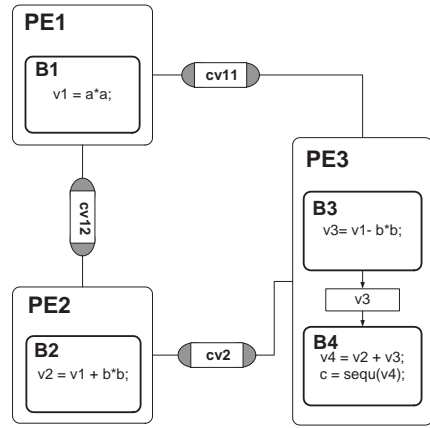 PE1
B1
v1 = a*a;
cv11
PE3
B3
v3= v1- b*b;
cv12
v3
PE2
B2
v2 = v1 + b*b;
cv2
B4
v4 = v2 + v3;
c = sequ(v4);